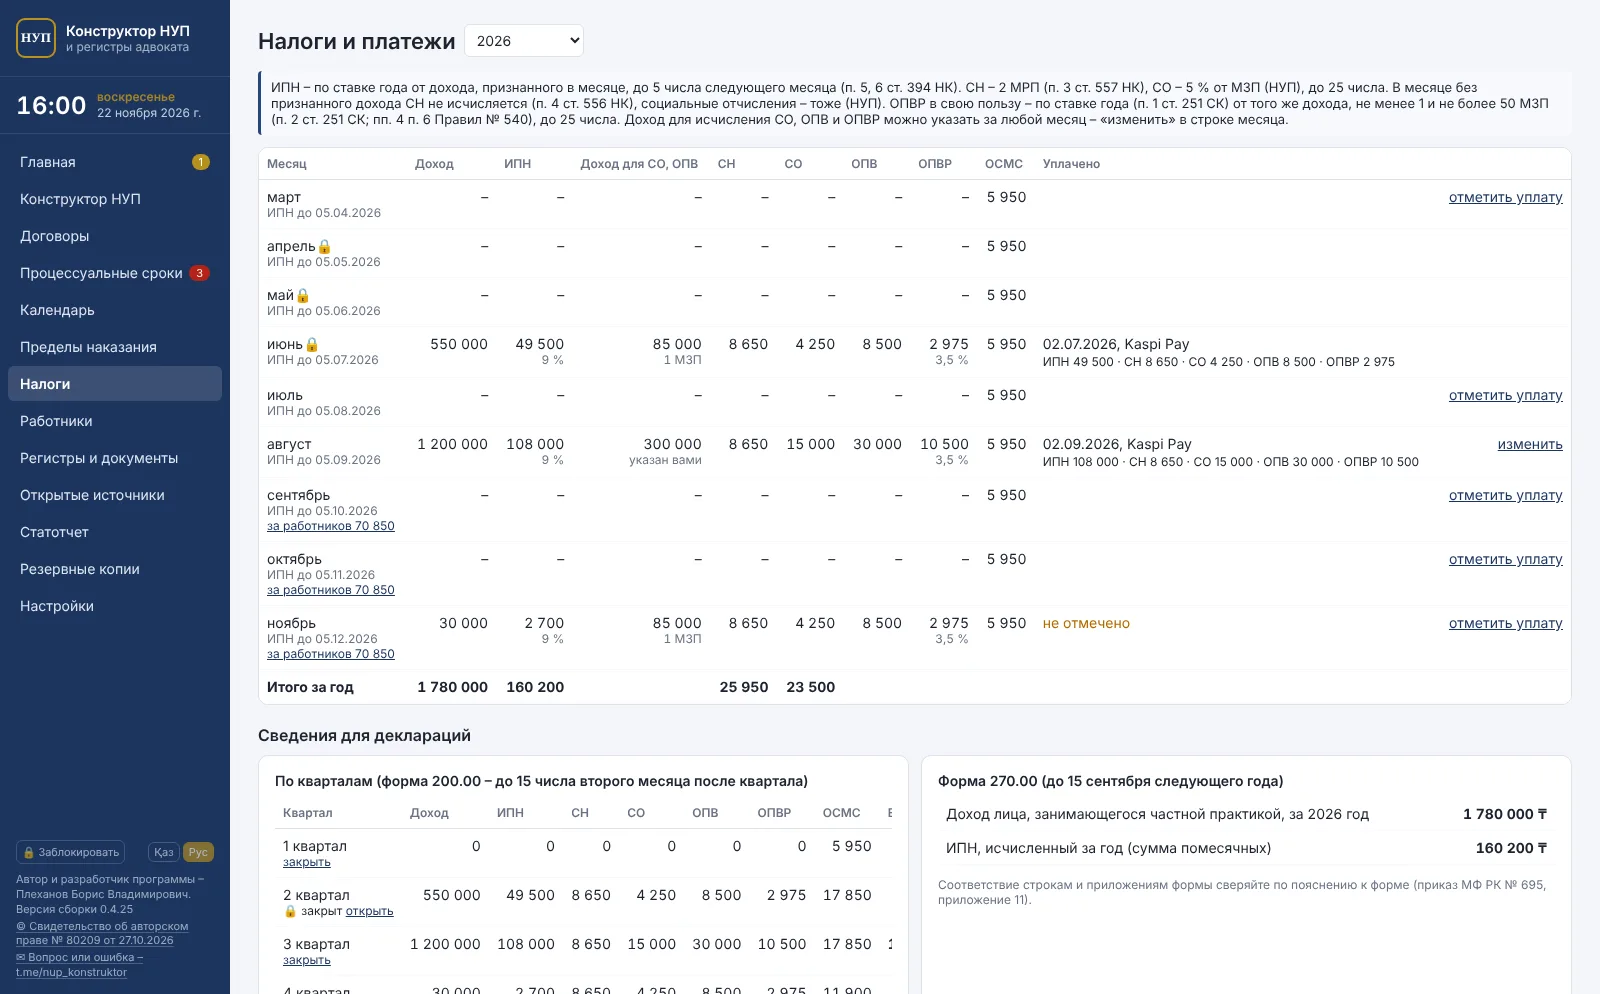 НУП
Конструктор НУП
и регистры адвоката
16:00
воскресенье
22 ноября 2026 г.
Главная 1
Конструктор НУП
Договоры
Процессуальные сроки 3
Календарь
Пределы наказания
Налоги
Работники
Регистры и документы
Открытые источники
Статотчет
Резервные копии
Настройки
🔒 Заблокировать Қаз Рус
Автор и разработчик программы –
Плеханов Борис Владимирович.
Версия сборки 0.4.25
© Свидетельство об авторском
праве № 80209 от 27.10.2026
✉ Вопрос или ошибка –
t.me/nup_konstruktor
Налоги и платежи 2026
ИПН – по ставке года от дохода, признанного в месяце, до 5 числа следующего месяца (п. 5, 6 ст. 394 НК). СН – 2 МРП (п. 3 ст. 557 НК), СО – 5 % от МЗП (НУП), до 25 числа. В месяце без
признанного дохода СН не исчисляется (п. 4 ст. 556 НК), социальные отчисления – тоже (НУП). ОПВР в свою пользу – по ставке года (п. 1 ст. 251 СК) от того же дохода, не менее 1 и не более 50 МЗП
(п. 2 ст. 251 СК; пп. 4 п. 6 Правил № 540), до 25 числа. Доход для исчисления СО, ОПВ и ОПВР можно указать за любой месяц – «изменить» в строке месяца.
Месяц Доход ИПН Доход для СО, ОПВ СН СО ОПВ ОПВР ОСМС Уплачено
март – – – – – – – 5 950 отметить уплату
ИПН до 05.04.2026
апрель🔒 – – – – – – – 5 950
ИПН до 05.05.2026
май🔒 – – – – – – – 5 950
ИПН до 05.06.2026
июнь🔒 550 000 49 500 85 000 8 650 4 250 8 500 2 975 5 950 02.07.2026, Kaspi Pay
ИПН до 05.07.2026 9 % 1 МЗП 3,5 % ИПН 49 500 · СН 8 650 · СО 4 250 · ОПВ 8 500 · ОПВР 2 975
июль – – – – – – – 5 950 отметить уплату
ИПН до 05.08.2026
август 1 200 000 108 000 300 000 8 650 15 000 30 000 10 500 5 950 02.09.2026, Kaspi Pay изменить
ИПН до 05.09.2026 9 % указан вами 3,5 % ИПН 108 000 · СН 8 650 · СО 15 000 · ОПВ 30 000 · ОПВР 10 500
сентябрь – – – – – – – 5 950 отметить уплату
ИПН до 05.10.2026
за работников 70 850
октябрь – – – – – – – 5 950 отметить уплату
ИПН до 05.11.2026
за работников 70 850
ноябрь 30 000 2 700 85 000 8 650 4 250 8 500 2 975 5 950 не отмечено отметить уплату
ИПН до 05.12.2026 9 % 1 МЗП 3,5 %
за работников 70 850
Итого за год 1 780 000 160 200 25 950 23 500
Сведения для деклараций
По кварталам (форма 200.00 – до 15 числа второго месяца после квартала)
Квартал Доход ИПН СН СО ОПВ ОПВР ОСМС
1 квартал 0 0 0 0 0 0 5 950
закрыть
2 квартал 550 000 49 500 8 650 4 250 8 500 2 975 17 850
🔒 закрыт открыть
3 квартал 1 200 000 108 000 8 650 15 000 30 000 10 500 17 850
закрыть
4 квартал 30 000 2 700 8 650 4 250 8 500 2 975 11 900
Форма 270.00 (до 15 сентября следующего года)
Доход лица, занимающегося частной практикой, за 2026 год 1 780 000 ₸
ИПН, исчисленный за год (сумма помесячных) 160 200 ₸
Соответствие строкам и приложениям формы сверяйте по пояснению к форме (приказ МФ РК № 695,
приложение 11).